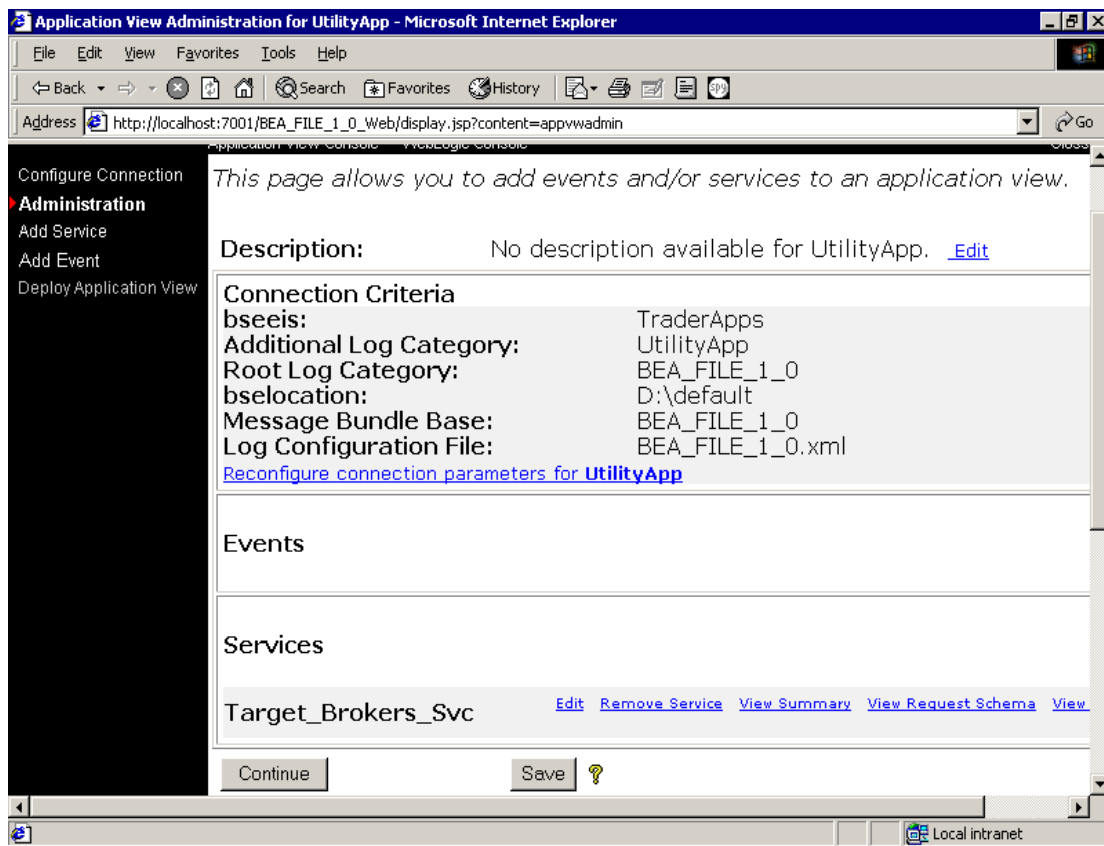 Application View Administration for UtilityApp - Microsoft Internet Explorer
File Edit View Favorites Tools Help
Back Search Favorites History
Address http://localhost:7001/BEA_FILE_1_0_Web/display.jsp?content=appvwadmin Go
Application View Console WebLogic Console
Configure Connection
Administration
Add Service
Add Event
Deploy Application View
This page allows you to add events and/or services to an application view.
Description: No description available for UtilityApp. Edit
Connection Criteria
bseeis: TraderApps
Additional Log Category: UtilityApp
Root Log Category: BEA_FILE_1_0
bselocation: D:\default
Message Bundle Base: BEA_FILE_1_0
Log Configuration File: BEA_FILE_1_0.xml
Reconfigure connection parameters for UtilityApp
Events
Services
Target_Brokers_Svc Edit Remove Service View Summary View Request Schema View
Continue Save ?
Local intranet